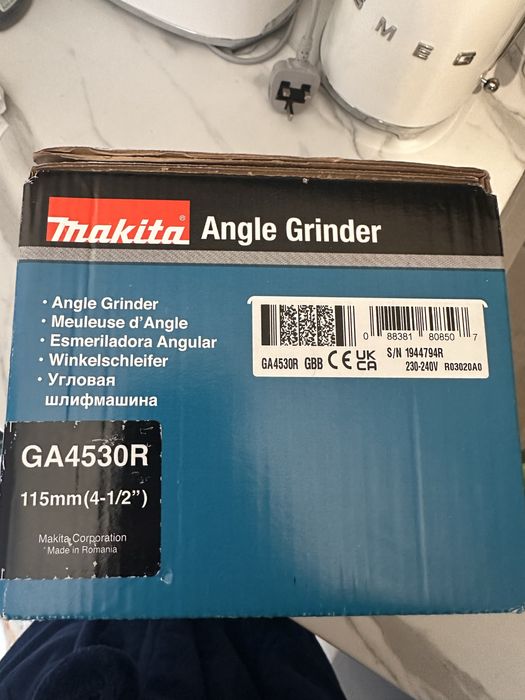 SMEG
makita® Angle Grinder
· Angle Grinder
· Meuleuse d'Angle
· Esmeriladora Angular
· Winkelschleifer
· Угловая
шлифмашина
0 88381 80850 7
GA4530R GBB CE UK CA S/N 1944794R
230-240V R03020A0
GA4530R
115mm(4-1/2")
Makita Corporation
Made in Romania